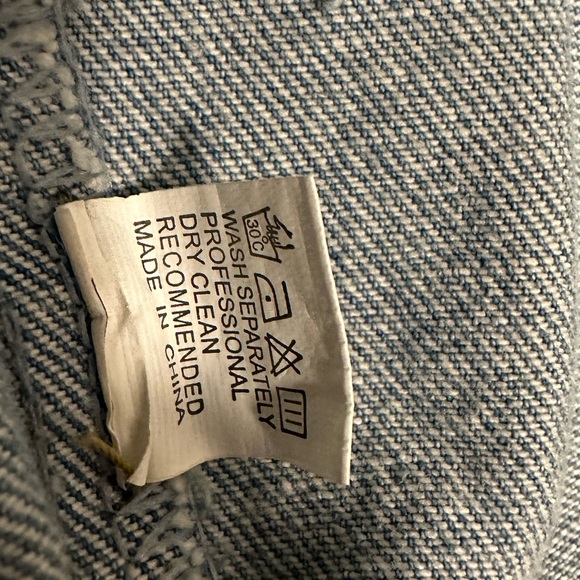 30°C
WASH SEPARATELY
PROFESSIONAL
DRY CLEAN
RECOMMENDED
MADE IN CHINA